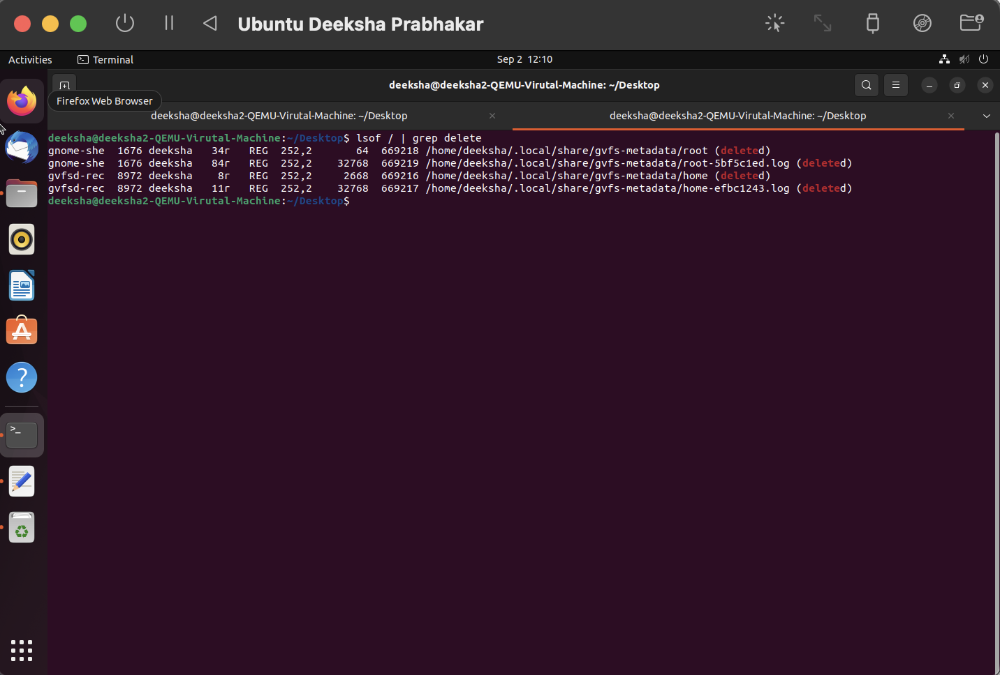 Ubuntu Deeksha Prabhakar
Activities Terminal Sep 2 12:10
deeksha@deeksha2-QEMU-Virutal-Machine: ~/Desktop
Firefox Web Browser
deeksha@deeksha2-QEMU-Virutal-Machine: ~/Desktop × deeksha@deeksha2-QEMU-Virutal-Machine: ~/Desktop ×
deeksha@deeksha2-QEMU-Virutal-Machine:~/Desktop$ lsof / | grep delete
gnome-she 1676 deeksha 34r REG 252,2 64 669218 /home/deeksha/.local/share/gvfs-metadata/root (deleted)
gnome-she 1676 deeksha 84r REG 252,2 32768 669219 /home/deeksha/.local/share/gvfs-metadata/root-5bf5c1ed.log (deleted)
gvfsd-rec 8972 deeksha 8r REG 252,2 2668 669216 /home/deeksha/.local/share/gvfs-metadata/home (deleted)
gvfsd-rec 8972 deeksha 11r REG 252,2 32768 669217 /home/deeksha/.local/share/gvfs-metadata/home-efbc1243.log (deleted)
deeksha@deeksha2-QEMU-Virutal-Machine:~/Desktop$